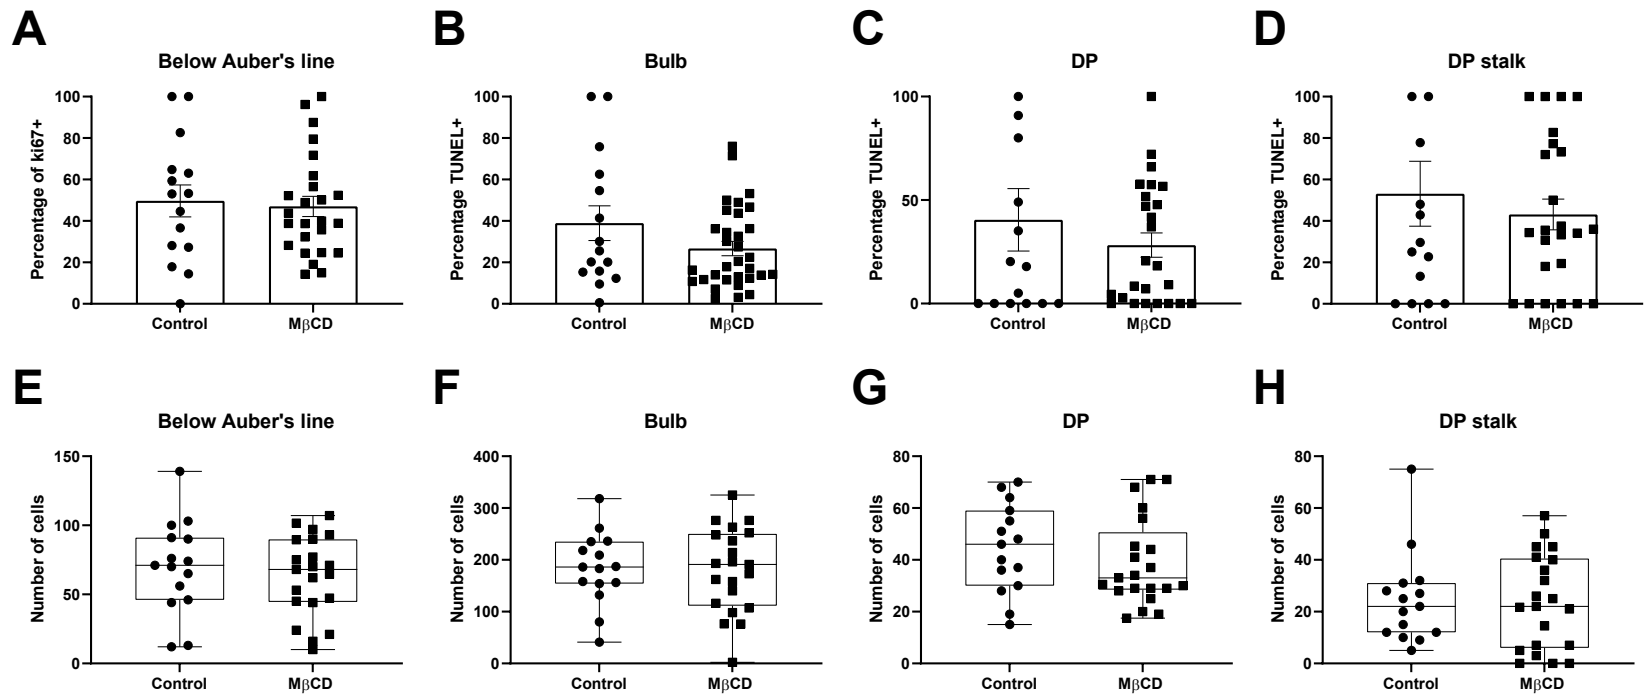 A
Below Auber's line
Percentage of ki67+
100
80
60
40
20
0
Control
MβCD
B
Bulb
Percentage TUNEL+
100
80
60
40
20
0
Control
MβCD
C
DP
Percentage TUNEL+
100
50
0
Control
MβCD
D
DP stalk
Percentage TUNEL+
100
80
60
40
20
0
Control
MβCD
E
Below Auber's line
Number of cells
150
100
50
0
Control
MβCD
F
Bulb
Number of cells
400
300
200
100
0
Control
MβCD
G
DP
Number of cells
80
60
40
20
0
Control
MβCD
H
DP stalk
Number of cells
80
60
40
20
0
Control
MβCD